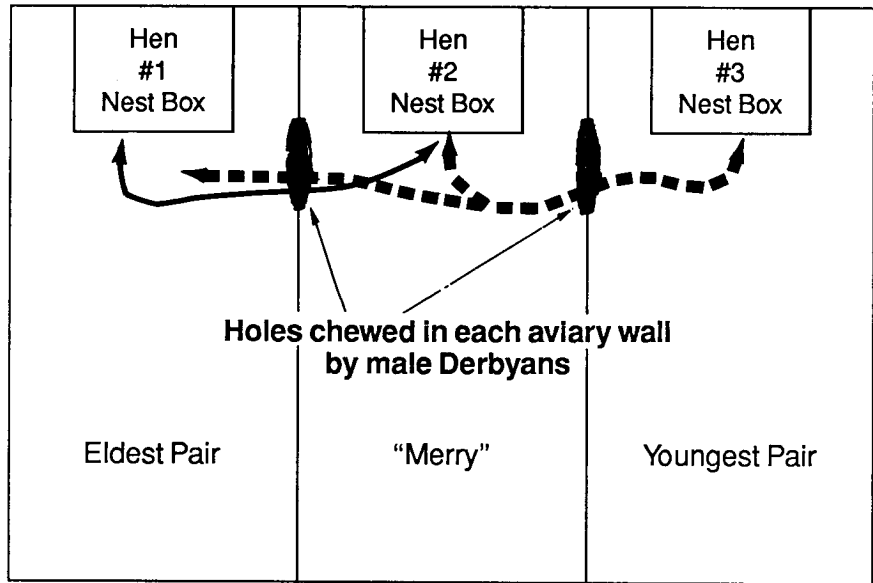 Hen
#1
Nest Box
Hen
#2
Nest Box
Hen
#3
Nest Box
Holes chewed in each aviary wall
by male Derbyans
Eldest Pair
“Merry”
Youngest Pair